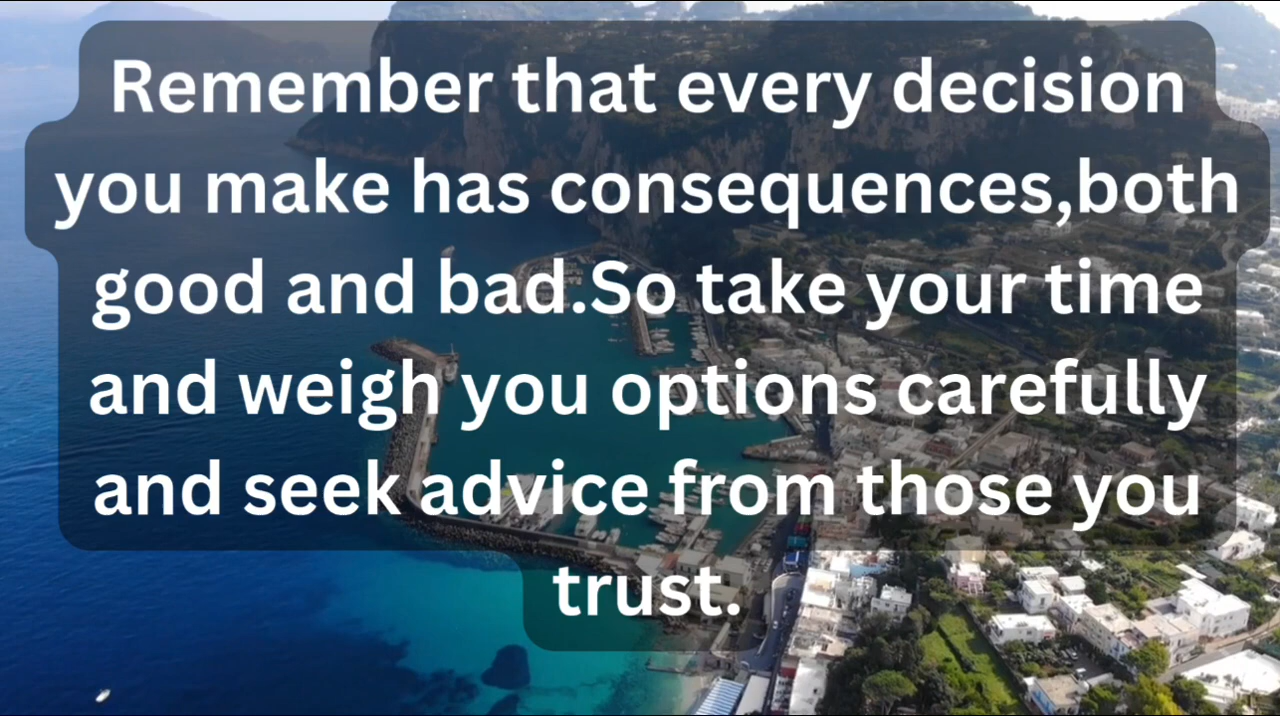 Remember that every decision
you make has consequences,both
good and bad.So take your time
and weigh you options carefully
and seek advice from those you
trust.